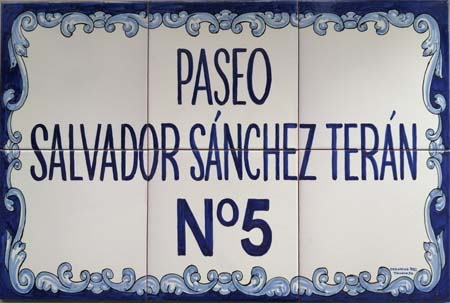 PASEO
SALVADOR SÁNCHEZ TERÁN
Nº5